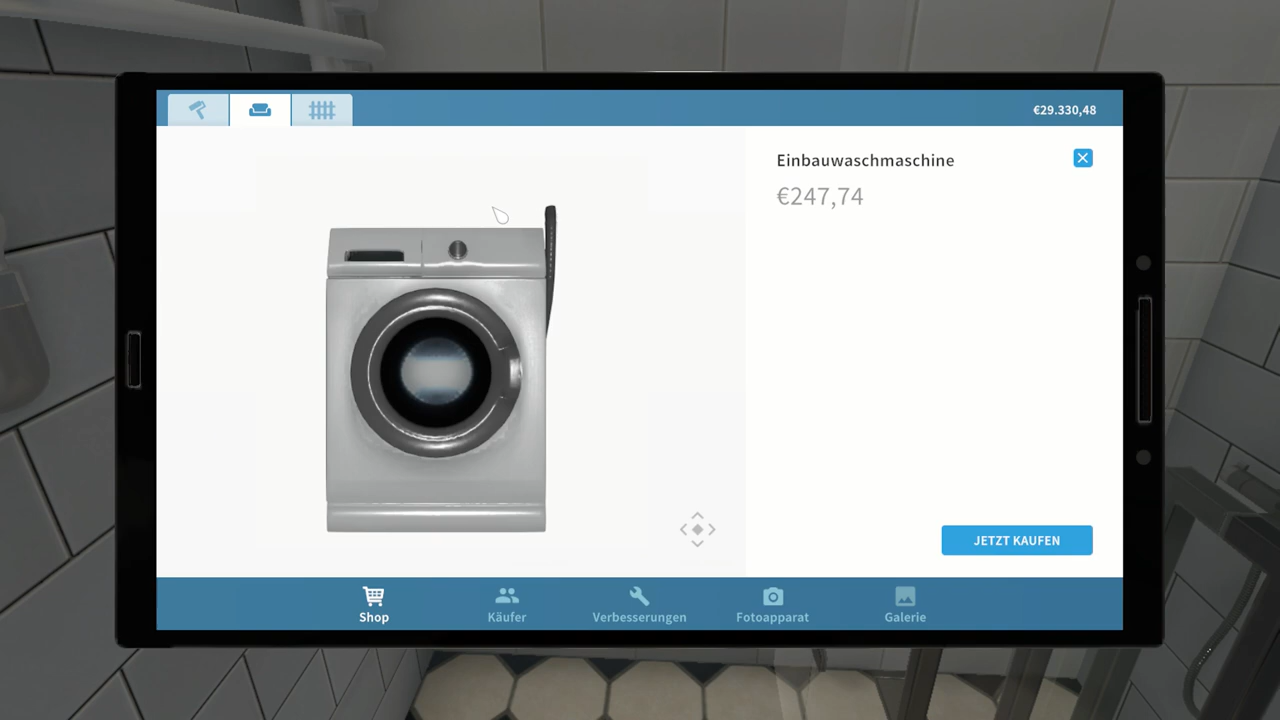 €29.330,48
Einbauwaschmaschine
€247,74
JETZT KAUFEN
Shop
Käufer
Verbesserungen
Fotoapparat
Galerie